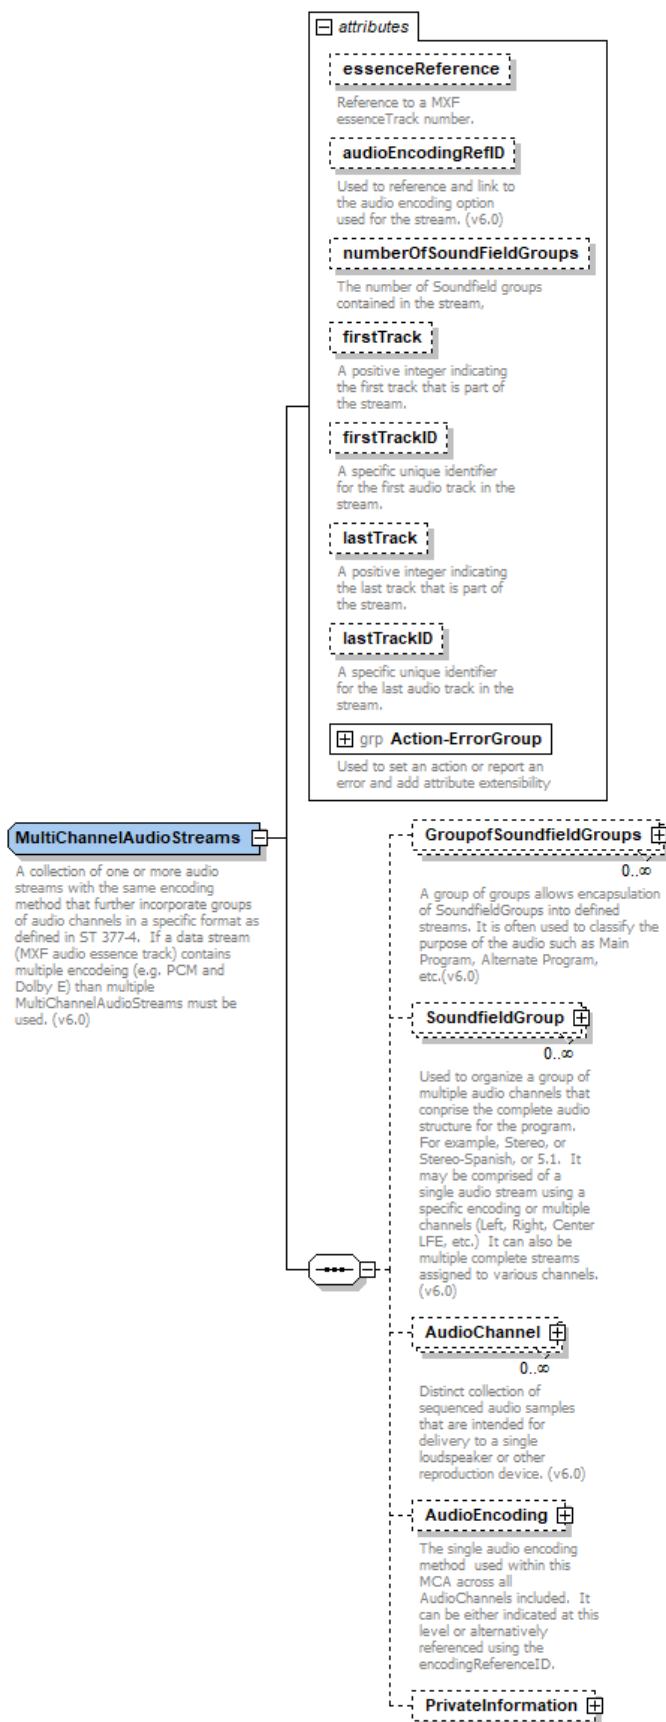 attributes
essenceReference
Reference to a MXF
essenceTrack number.
audioEncodingRefID
Used to reference and link to
the audio encoding option
used for the stream. (v6.0)
numberOfSoundFieldGroups
The number of Soundfield groups
contained in the stream,
firstTrack
A positive integer indicating
the first track that is part of
the stream.
firstTrackID
A specific unique identifier
for the first audio track in the
stream.
lastTrack
A positive integer indicating
the last track that is part of
the stream.
lastTrackID
A specific unique identifier
for the last audio track in the
stream.
grp Action-ErrorGroup
Used to set an action or report an
error and add attribute extensibility
MultiChannelAudioStreams
A collection of one or more audio
streams with the same encoding
method that further incorporate groups
of audio channels in a specific format as
defined in ST 377-4. If a data stream
(MXF audio essence track) contains
multiple encodeing (e.g. PCM and
Dolby E) than multiple
MultiChannelAudioStreams must be
used. (v6.0)
GroupofSoundfieldGroups
0..∞
A group of groups allows encapsulation
of SoundfieldGroups into defined
streams. It is often used to classify the
purpose of the audio such as Main
Program, Alternate Program,
etc.(v6.0)
SoundfieldGroup
0..∞
Used to organize a group of
multiple audio channels that
conprise the complete audio
structure for the program.
For example, Stereo, or
Stereo-Spanish, or 5.1. It
may be comprised of a
single audio stream using a
specific encoding or multiple
channels (Left, Right, Center
LFE, etc.) It can also be
multiple complete streams
assigned to various channels.
(v6.0)
AudioChannel
0..∞
Distinct collection of
sequenced audio samples
that are intended for
delivery to a single
loudspeaker or other
reproduction device. (v6.0)
AudioEncoding
The single audio encoding
method used within this
MCA across all
AudioChannels included. It
can be either indicated at this
level or alternatively
referenced using the
encodingReferenceID.
PrivateInformation